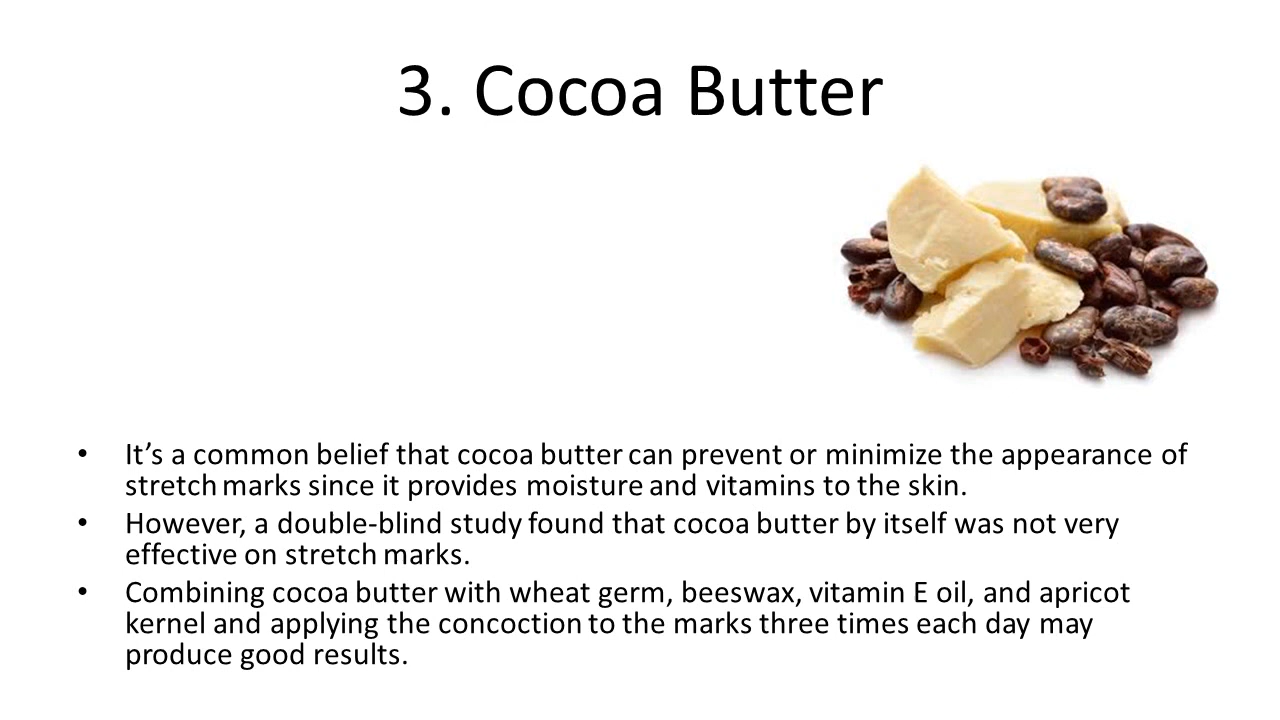 3. Cocoa Butter
• It’s a common belief that cocoa butter can prevent or minimize the appearance of
stretch marks since it provides moisture and vitamins to the skin.
• However, a double-blind study found that cocoa butter by itself was not very
effective on stretch marks.
• Combining cocoa butter with wheat germ, beeswax, vitamin E oil, and apricot
kernel and applying the concoction to the marks three times each day may
produce good results.